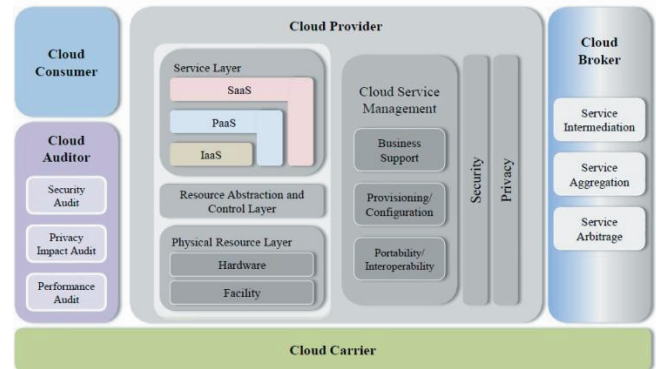 Cloud
Consumer
Cloud
Auditor
Security
Audit
Privacy
Impact Audit
Performance
Audit
Cloud Provider
Service Layer
SaaS
PaaS
IaaS
Resource Abstraction and
Control Layer
Physical Resource Layer
Hardware
Facility
Cloud Service
Management
Business
Support
Provisioning/
Configuration
Portability/
Interoperability
Security
Privacy
Cloud
Broker
Service
Intermediation
Service
Aggregation
Service
Arbitrage
Cloud Carrier